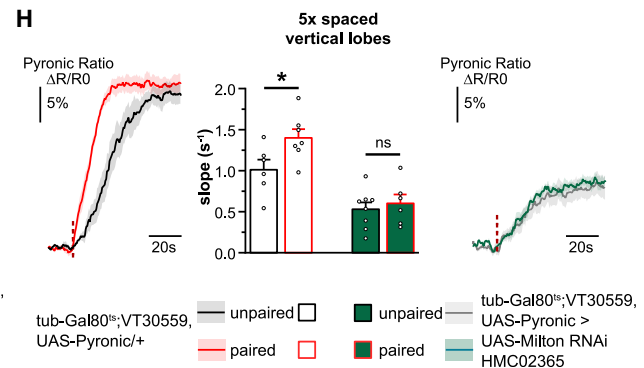 H
5x spaced
vertical lobes
Pyronic Ratio
ΔR/R0
5%
20s
slope (s⁻¹)
2.0
1.5
1.0
0.5
0.0
*
ns
Pyronic Ratio
ΔR/R0
5%
20s
,
tub-Gal80ᵗˢ;VT30559,
UAS-Pyronic/+
unpaired
paired
unpaired
paired
tub-Gal80ᵗˢ;VT30559,
UAS-Pyronic >
UAS-Milton RNAi
HMC02365